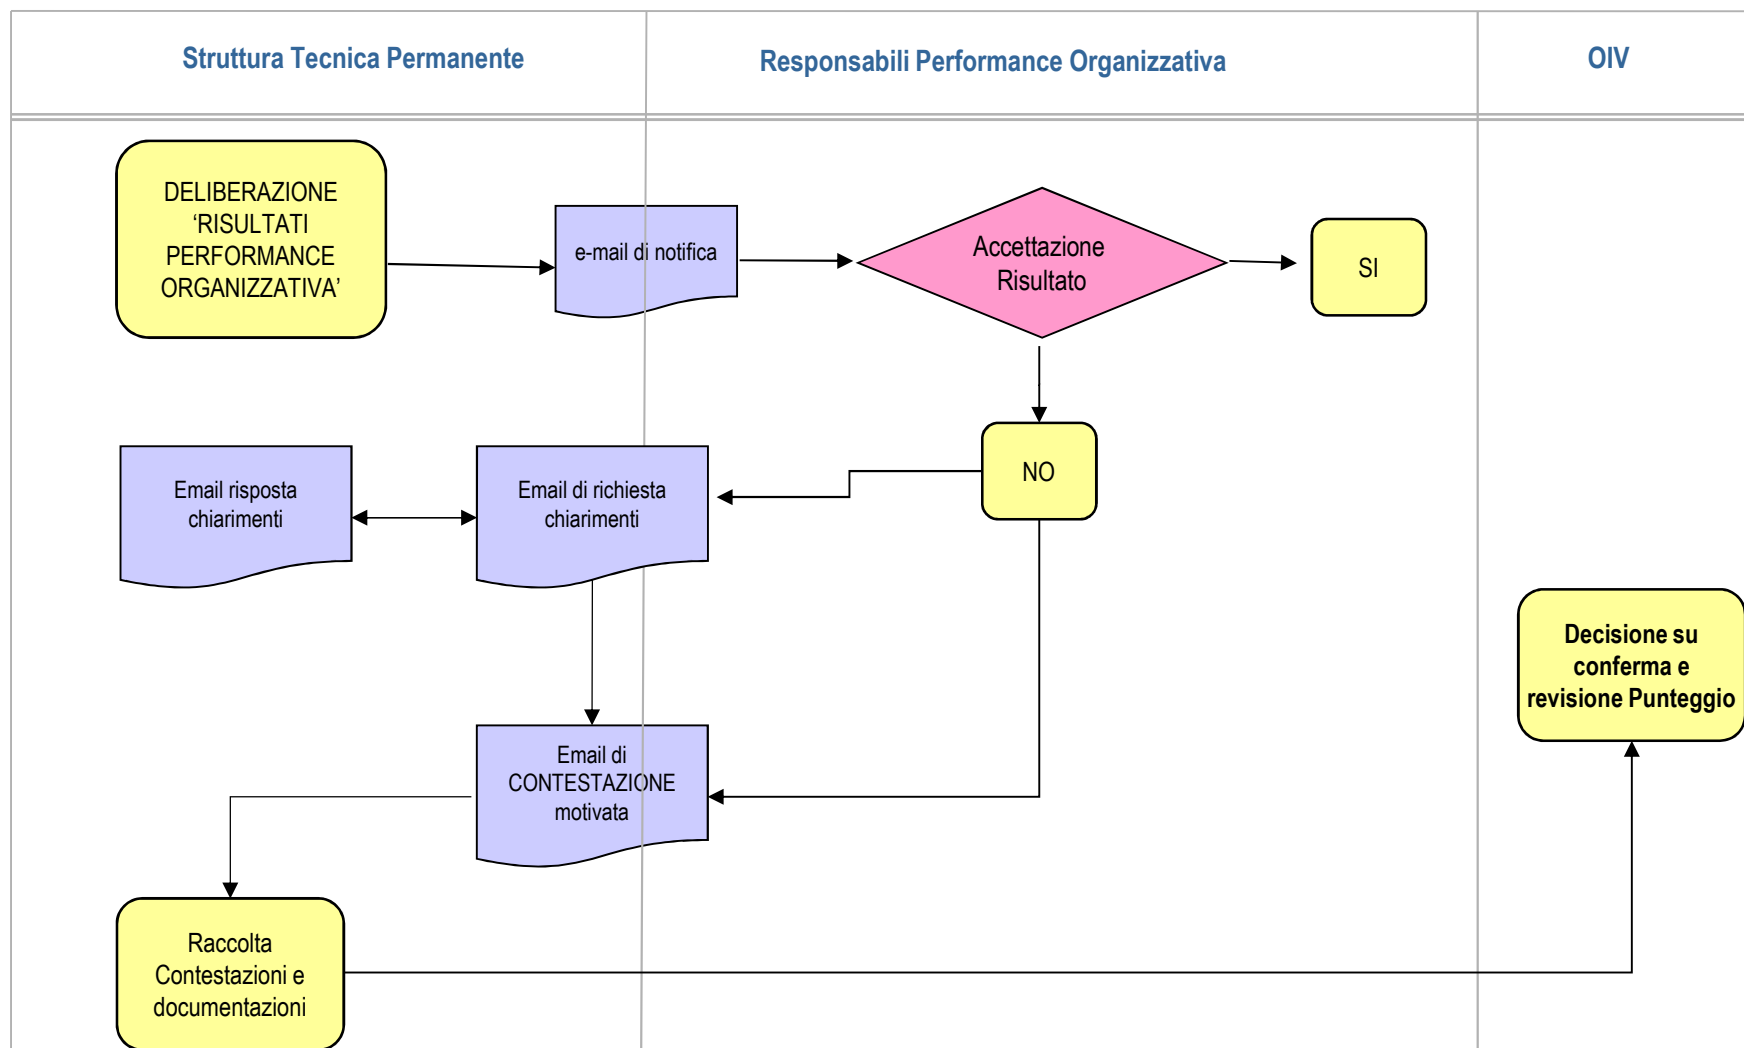 Struttura Tecnica Permanente
Responsabili Performance Organizzativa
OIV
DELIBERAZIONE
‘RISULTATI
PERFORMANCE
ORGANIZZATIVA’
e-mail di notifica
Accettazione
Risultato
SI
NO
Email risposta
chiarimenti
Email di richiesta
chiarimenti
Decisione su
conferma e
revisione Punteggio
Email di
CONTESTAZIONE
motivata
Raccolta
Contestazioni e
documentazioni